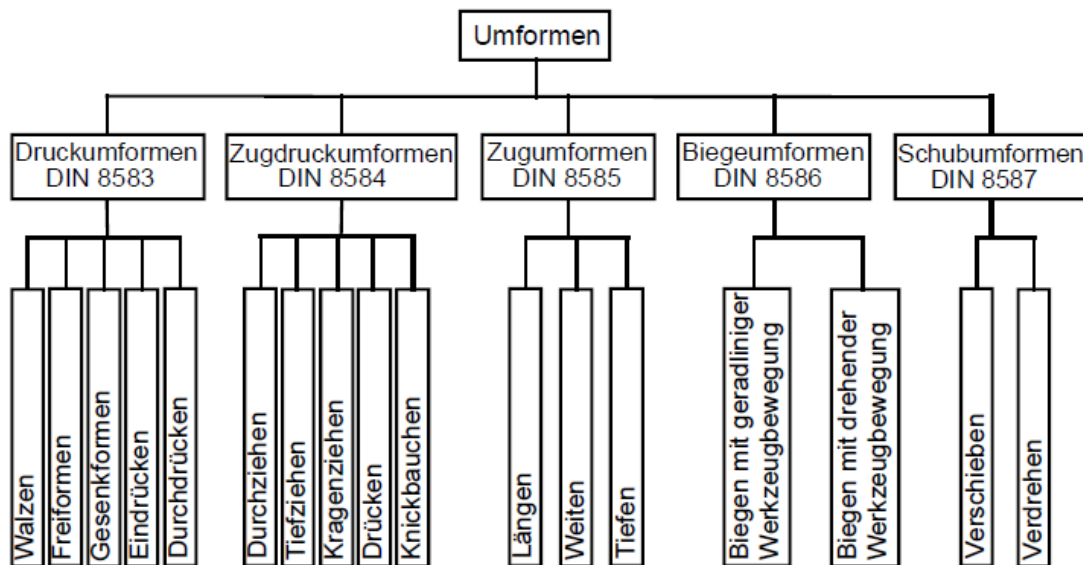 Umformen
Druckumformen
DIN 8583
Zugdruckumformen
DIN 8584
Zugumformen
DIN 8585
Biegeumformen
DIN 8586
Schubumformen
DIN 8587
Walzen
Freiformen
Gesenkformen
Eindrücken
Durchdrücken
Durchziehen
Tiefziehen
Kragenziehen
Drücken
Knickbauchen
Längen
Weiten
Tiefen
Biegen mit geradliniger
Werkzeugbewegung
Biegen mit drehender
Werkzeugbewegung
Verschieben
Verdrehen